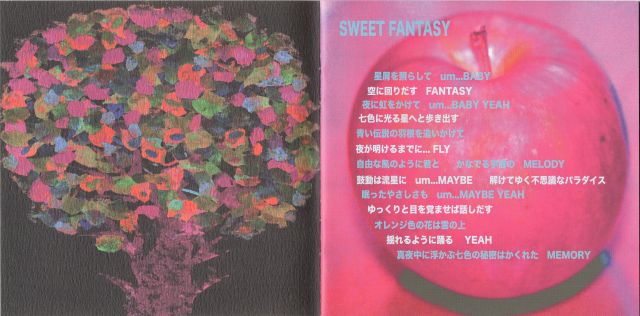 SWEET FANTASY
星屑を照らして um...BABY
空に回りだす FANTASY
夜に虹をかけて um...BABY YEAH
七色に光る星へと歩き出す
青い伝説の羽根を追いかけて
夜が明けるまでに... FLY
自由な風のように君と かなでる宇宙の MELODY
鼓動は流星に um...MAYBE 解けてゆく不思議なパラダイス
眠ったやさしさも um...MAYBE YEAH
ゆっくりと目を覚ませば話しだす
オレンジ色の花は雲の上
揺れるように踊る YEAH
真夜中に浮かぶ七色の秘密はかくれた MEMORY